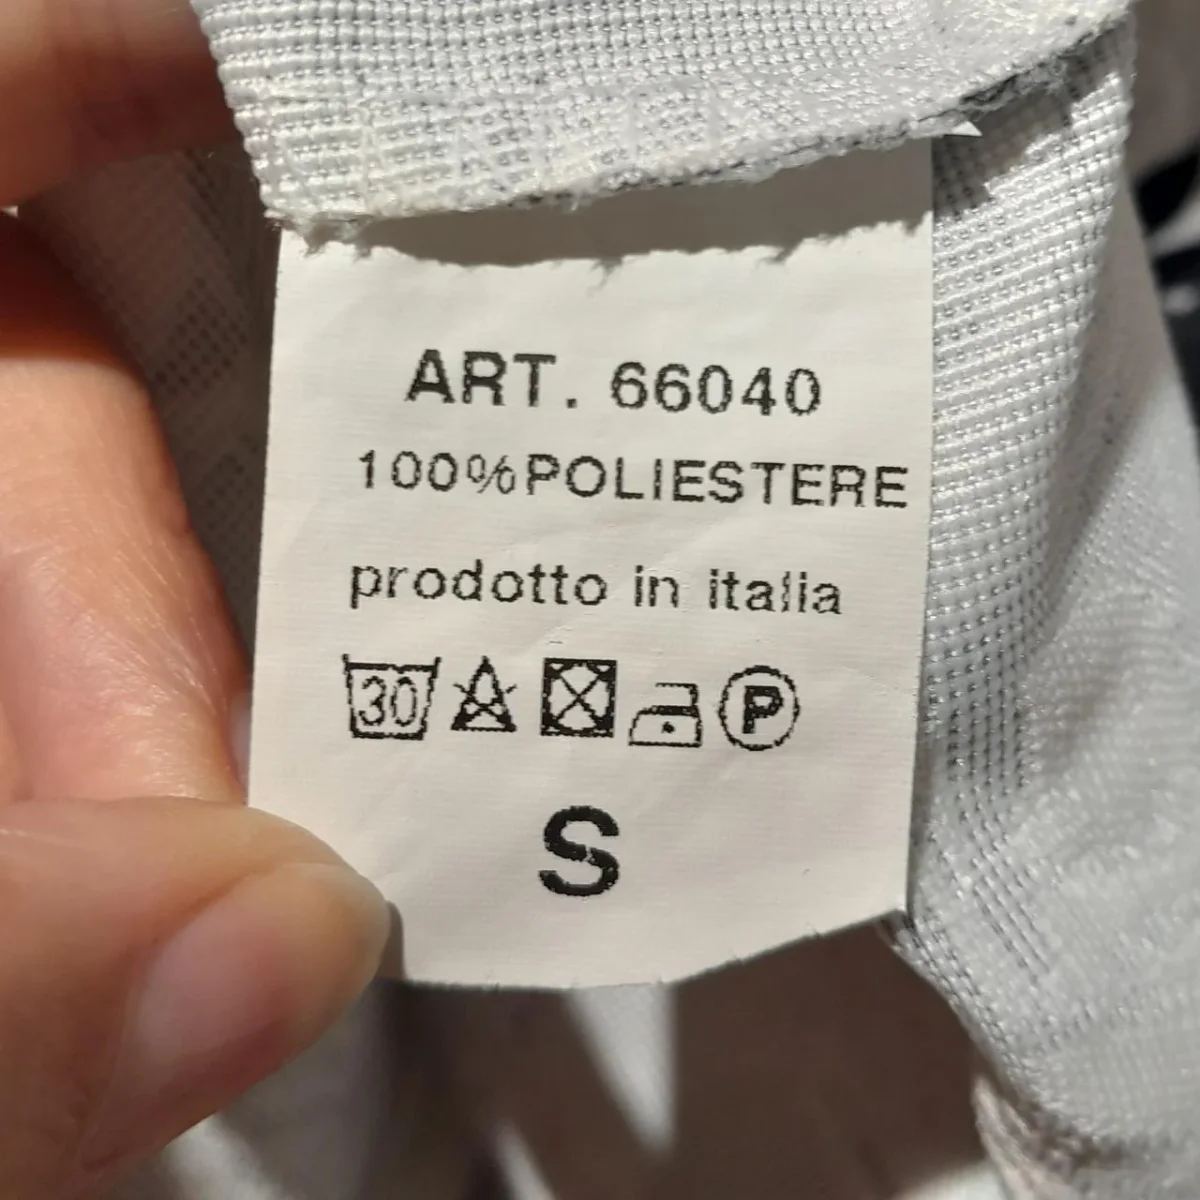 ART. 66040
100%POLIESTERE
prodotto in italia
30 P
S